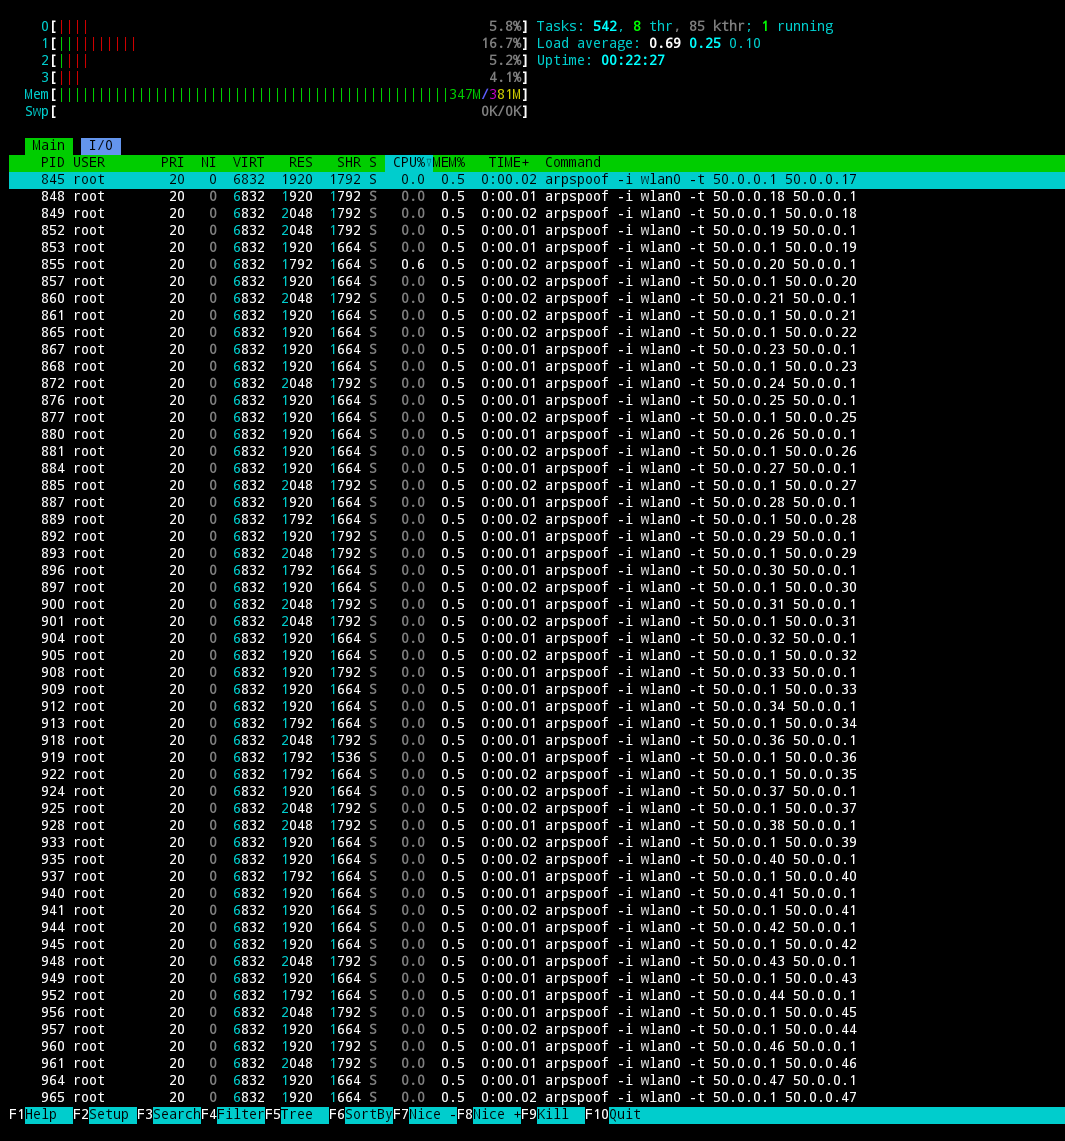 0[|||| 5.8%] Tasks: 542, 8 thr, 85 kthr; 1 running
1[|||||||||| 16.7%] Load average: 0.69 0.25 0.10
2[|||| 5.2%] Uptime: 00:22:27
3[||| 4.1%]
Mem[|||||||||||||||||||||||||||||||||||||||||||||||||347M/381M]
Swp[ 0K/0K]
Main I/O
PID USER PRI NI VIRT RES SHR S CPU%▽MEM% TIME+ Command
845 root 20 0 6832 1920 1792 S 0.0 0.5 0:00.02 arpspoof -i wlan0 -t 50.0.0.1 50.0.0.17
848 root 20 0 6832 1920 1792 S 0.0 0.5 0:00.01 arpspoof -i wlan0 -t 50.0.0.18 50.0.0.1
849 root 20 0 6832 2048 1792 S 0.0 0.5 0:00.02 arpspoof -i wlan0 -t 50.0.0.1 50.0.0.18
852 root 20 0 6832 2048 1792 S 0.0 0.5 0:00.02 arpspoof -i wlan0 -t 50.0.0.19 50.0.0.1
853 root 20 0 6832 1920 1664 S 0.0 0.5 0:00.01 arpspoof -i wlan0 -t 50.0.0.1 50.0.0.19
855 root 20 0 6832 1792 1664 S 0.6 0.5 0:00.02 arpspoof -i wlan0 -t 50.0.0.20 50.0.0.1
857 root 20 0 6832 1920 1664 S 0.0 0.5 0:00.02 arpspoof -i wlan0 -t 50.0.0.1 50.0.0.20
860 root 20 0 6832 2048 1792 S 0.0 0.5 0:00.02 arpspoof -i wlan0 -t 50.0.0.21 50.0.0.1
861 root 20 0 6832 1920 1664 S 0.0 0.5 0:00.02 arpspoof -i wlan0 -t 50.0.0.1 50.0.0.21
865 root 20 0 6832 1920 1664 S 0.0 0.5 0:00.02 arpspoof -i wlan0 -t 50.0.0.1 50.0.0.22
867 root 20 0 6832 1920 1664 S 0.0 0.5 0:00.01 arpspoof -i wlan0 -t 50.0.0.23 50.0.0.1
868 root 20 0 6832 1920 1664 S 0.0 0.5 0:00.01 arpspoof -i wlan0 -t 50.0.0.1 50.0.0.23
872 root 20 0 6832 2048 1792 S 0.0 0.5 0:00.02 arpspoof -i wlan0 -t 50.0.0.24 50.0.0.1
876 root 20 0 6832 1920 1664 S 0.0 0.5 0:00.01 arpspoof -i wlan0 -t 50.0.0.25 50.0.0.1
877 root 20 0 6832 1920 1792 S 0.0 0.5 0:00.02 arpspoof -i wlan0 -t 50.0.0.1 50.0.0.25
880 root 20 0 6832 1920 1664 S 0.0 0.5 0:00.01 arpspoof -i wlan0 -t 50.0.0.26 50.0.0.1
881 root 20 0 6832 1920 1664 S 0.0 0.5 0:00.02 arpspoof -i wlan0 -t 50.0.0.1 50.0.0.26
884 root 20 0 6832 1920 1664 S 0.0 0.5 0:00.01 arpspoof -i wlan0 -t 50.0.0.27 50.0.0.1
885 root 20 0 6832 2048 1792 S 0.0 0.5 0:00.02 arpspoof -i wlan0 -t 50.0.0.1 50.0.0.27
887 root 20 0 6832 1920 1664 S 0.0 0.5 0:00.01 arpspoof -i wlan0 -t 50.0.0.28 50.0.0.1
889 root 20 0 6832 1792 1664 S 0.0 0.5 0:00.02 arpspoof -i wlan0 -t 50.0.0.1 50.0.0.28
892 root 20 0 6832 1920 1792 S 0.0 0.5 0:00.01 arpspoof -i wlan0 -t 50.0.0.29 50.0.0.1
893 root 20 0 6832 2048 1792 S 0.0 0.5 0:00.01 arpspoof -i wlan0 -t 50.0.0.1 50.0.0.29
896 root 20 0 6832 1792 1664 S 0.0 0.5 0:00.01 arpspoof -i wlan0 -t 50.0.0.30 50.0.0.1
897 root 20 0 6832 1920 1664 S 0.0 0.5 0:00.02 arpspoof -i wlan0 -t 50.0.0.1 50.0.0.30
900 root 20 0 6832 2048 1792 S 0.0 0.5 0:00.01 arpspoof -i wlan0 -t 50.0.0.31 50.0.0.1
901 root 20 0 6832 2048 1792 S 0.0 0.5 0:00.02 arpspoof -i wlan0 -t 50.0.0.1 50.0.0.31
904 root 20 0 6832 1920 1664 S 0.0 0.5 0:00.01 arpspoof -i wlan0 -t 50.0.0.32 50.0.0.1
905 root 20 0 6832 1920 1664 S 0.0 0.5 0:00.02 arpspoof -i wlan0 -t 50.0.0.1 50.0.0.32
908 root 20 0 6832 1920 1792 S 0.0 0.5 0:00.01 arpspoof -i wlan0 -t 50.0.0.33 50.0.0.1
909 root 20 0 6832 1920 1664 S 0.0 0.5 0:00.01 arpspoof -i wlan0 -t 50.0.0.1 50.0.0.33
912 root 20 0 6832 1920 1664 S 0.0 0.5 0:00.01 arpspoof -i wlan0 -t 50.0.0.34 50.0.0.1
913 root 20 0 6832 1792 1664 S 0.0 0.5 0:00.01 arpspoof -i wlan0 -t 50.0.0.1 50.0.0.34
918 root 20 0 6832 2048 1792 S 0.0 0.5 0:00.01 arpspoof -i wlan0 -t 50.0.0.36 50.0.0.1
919 root 20 0 6832 1792 1536 S 0.0 0.5 0:00.01 arpspoof -i wlan0 -t 50.0.0.1 50.0.0.36
922 root 20 0 6832 1792 1664 S 0.0 0.5 0:00.02 arpspoof -i wlan0 -t 50.0.0.1 50.0.0.35
924 root 20 0 6832 1920 1664 S 0.0 0.5 0:00.01 arpspoof -i wlan0 -t 50.0.0.37 50.0.0.1
925 root 20 0 6832 2048 1792 S 0.0 0.5 0:00.02 arpspoof -i wlan0 -t 50.0.0.1 50.0.0.37
928 root 20 0 6832 2048 1792 S 0.0 0.5 0:00.01 arpspoof -i wlan0 -t 50.0.0.38 50.0.0.1
933 root 20 0 6832 1920 1664 S 0.0 0.5 0:00.02 arpspoof -i wlan0 -t 50.0.0.1 50.0.0.39
935 root 20 0 6832 1920 1664 S 0.0 0.5 0:00.02 arpspoof -i wlan0 -t 50.0.0.40 50.0.0.1
937 root 20 0 6832 1792 1664 S 0.0 0.5 0:00.01 arpspoof -i wlan0 -t 50.0.0.1 50.0.0.40
940 root 20 0 6832 1920 1664 S 0.0 0.5 0:00.01 arpspoof -i wlan0 -t 50.0.0.41 50.0.0.1
941 root 20 0 6832 1920 1664 S 0.0 0.5 0:00.02 arpspoof -i wlan0 -t 50.0.0.1 50.0.0.41
944 root 20 0 6832 1920 1664 S 0.0 0.5 0:00.01 arpspoof -i wlan0 -t 50.0.0.42 50.0.0.1
945 root 20 0 6832 1920 1664 S 0.0 0.5 0:00.01 arpspoof -i wlan0 -t 50.0.0.1 50.0.0.42
948 root 20 0 6832 2048 1792 S 0.0 0.5 0:00.02 arpspoof -i wlan0 -t 50.0.0.43 50.0.0.1
949 root 20 0 6832 1920 1664 S 0.0 0.5 0:00.01 arpspoof -i wlan0 -t 50.0.0.1 50.0.0.43
952 root 20 0 6832 1792 1664 S 0.0 0.5 0:00.01 arpspoof -i wlan0 -t 50.0.0.44 50.0.0.1
956 root 20 0 6832 2048 1792 S 0.0 0.5 0:00.01 arpspoof -i wlan0 -t 50.0.0.1 50.0.0.45
957 root 20 0 6832 1920 1664 S 0.0 0.5 0:00.02 arpspoof -i wlan0 -t 50.0.0.1 50.0.0.44
960 root 20 0 6832 1920 1664 S 0.0 0.5 0:00.01 arpspoof -i wlan0 -t 50.0.0.46 50.0.0.1
961 root 20 0 6832 2048 1792 S 0.0 0.5 0:00.02 arpspoof -i wlan0 -t 50.0.0.1 50.0.0.46
964 root 20 0 6832 1920 1664 S 0.0 0.5 0:00.01 arpspoof -i wlan0 -t 50.0.0.47 50.0.0.1
965 root 20 0 6832 2048 1792 S 0.0 0.5 0:00.01 arpspoof -i wlan0 -t 50.0.0.1 50.0.0.47
F1Help F2Setup F3SearchF4FilterF5Tree F6SortByF7Nice -F8Nice +F9Kill F10Quit